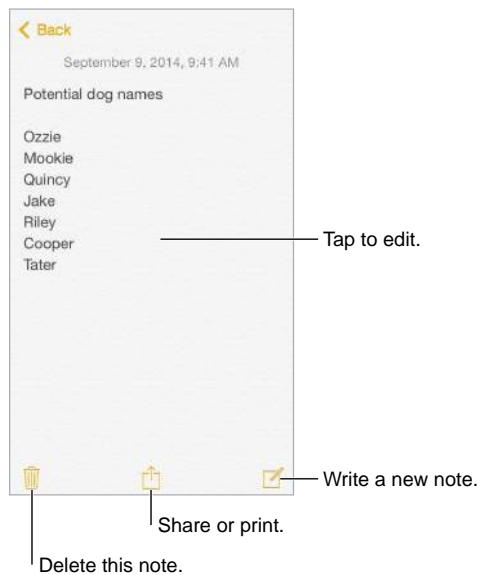 Back
September 9, 2014, 9:41 AM
Potential dog names
Ozzie
Mookie
Quincy
Jake
Riley
Cooper
Tater
Tap to edit.
Write a new note.
Share or print.
Delete this note.